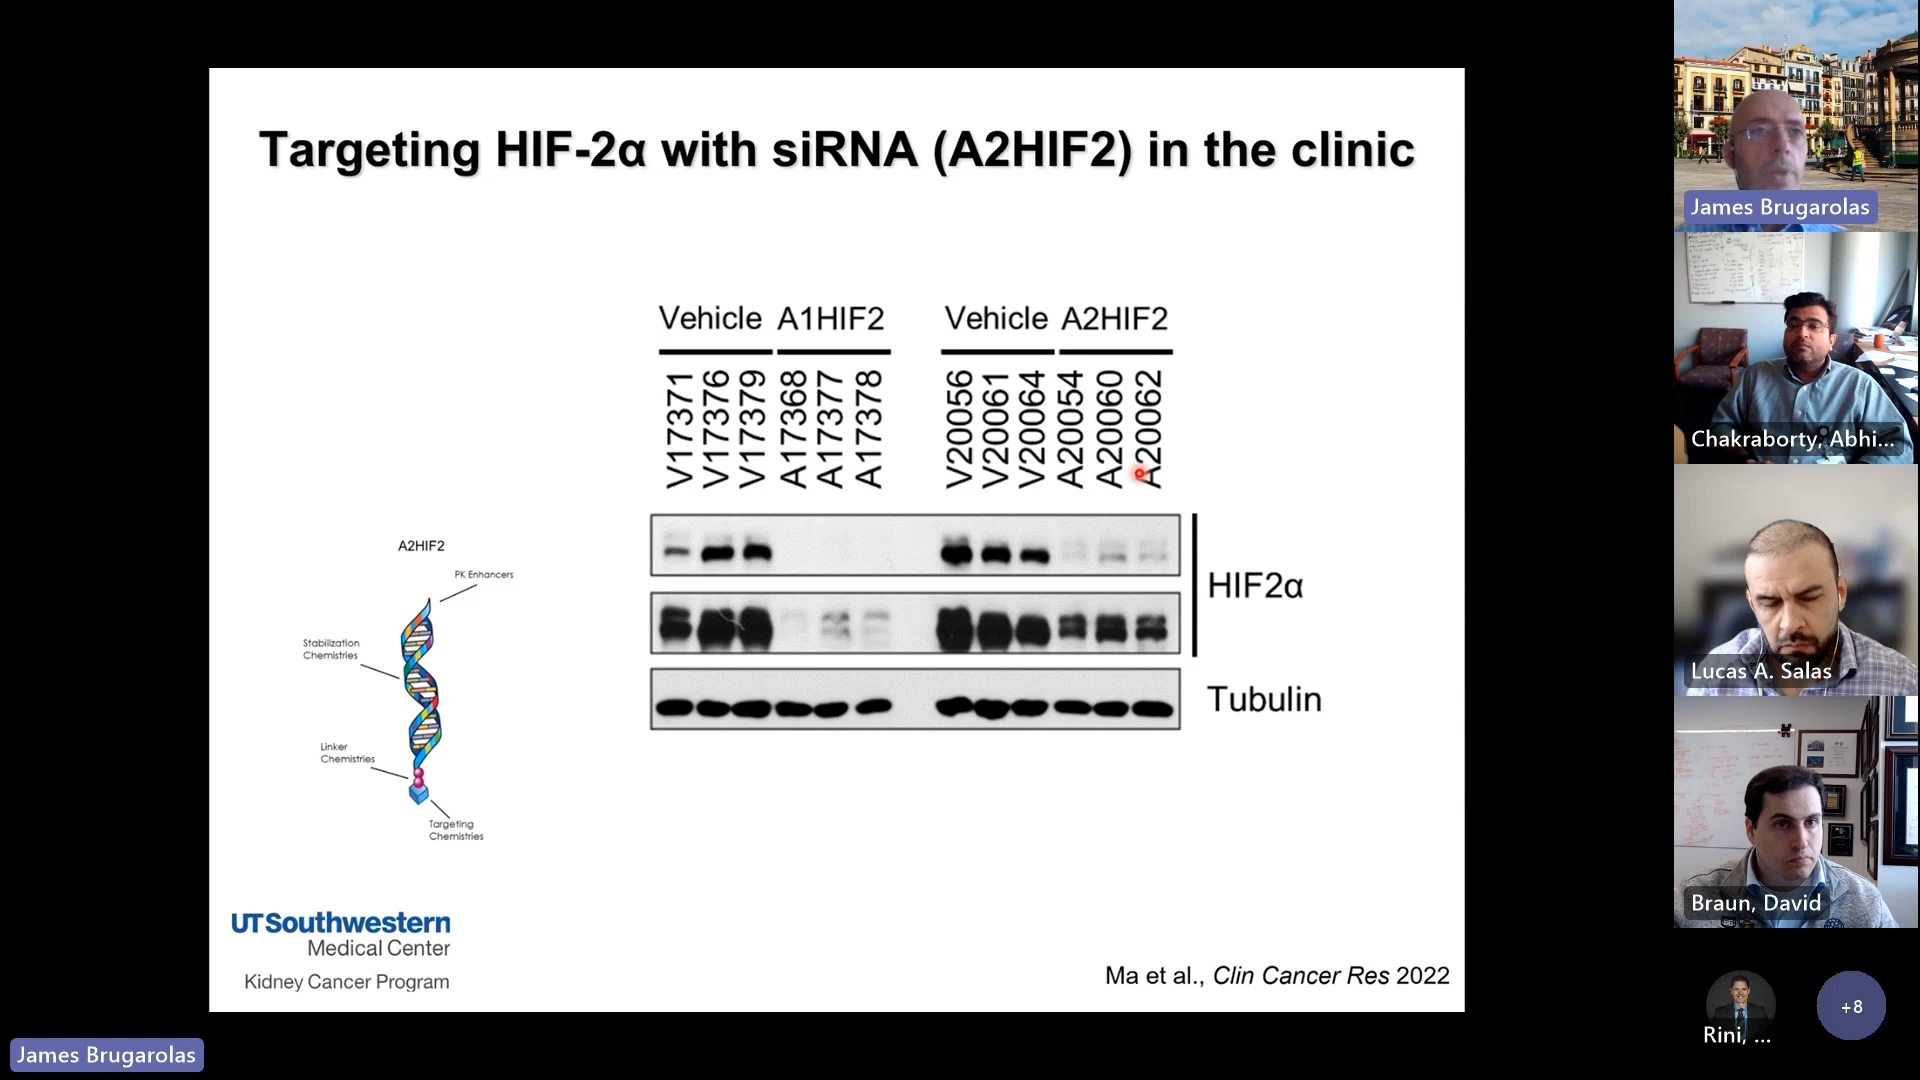 Targeting HIF-2α with siRNA (A2HIF2) in the clinic
Vehicle A1HIF2 Vehicle A2HIF2
V17371 V17376 V17379 A17368 A17377 A17378 V20056 V20061 V20064 A20054 A20060 A20062
HIF2α
Tubulin
A2HIF2
PK Enhancers
Stabilization
Chemistries
Linker
Chemistries
Targeting
Chemistries
UTSouthwestern
Medical Center
Kidney Cancer Program
Ma et al., Clin Cancer Res 2022
James Brugarolas
James Brugarolas
Chakraborty, Abhi...
Lucas A. Salas
Braun, David
Rini, ...
+8